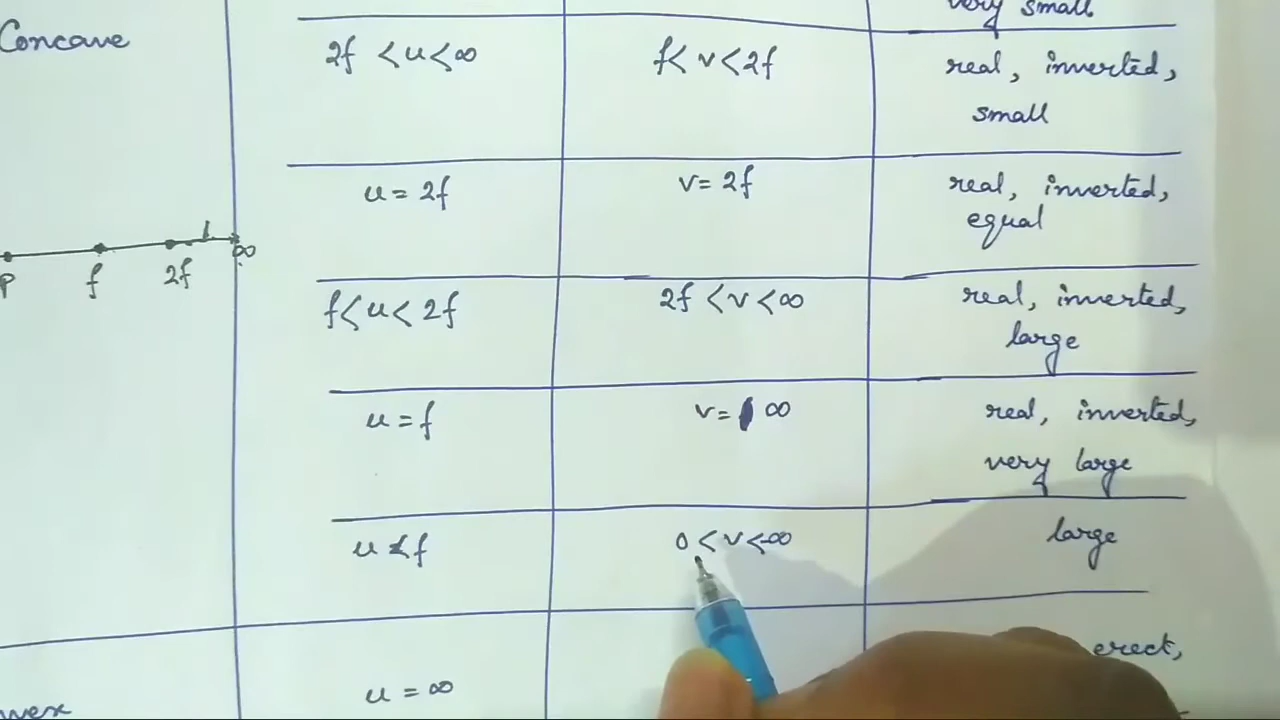 very small
Concave
2f < u < ∞
f < v < 2f
real, inverted,
small
u = 2f
v = 2f
real, inverted,
equal
P f 2f ∞
f < u < 2f
2f < v < ∞
real, inverted,
large
u = f
v = ∞
real, inverted,
very large
u < f
0 < v < ∞
large
erect,
u = ∞